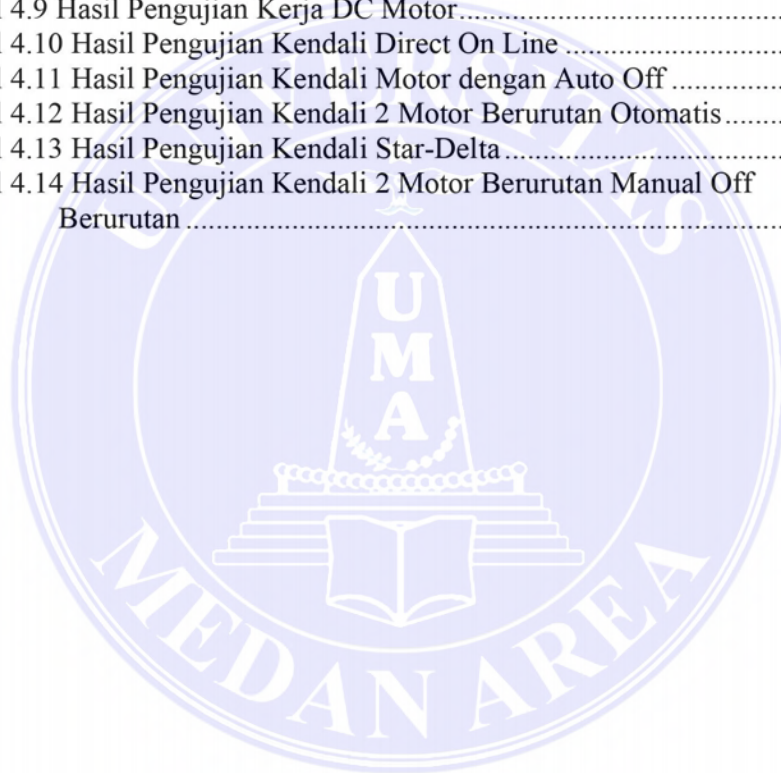 4.9 Hasil Pengujian Kerja DC Motor..........................................................
4.10 Hasil Pengujian Kendali Direct On Line ........................................
4.11 Hasil Pengujian Kendali Motor dengan Auto Off ....................
4.12 Hasil Pengujian Kendali 2 Motor Berurutan Otomatis..........
4.13 Hasil Pengujian Kendali Star-Delta..................................................
4.14 Hasil Pengujian Kendali 2 Motor Berurutan Manual Off
Berurutan ...........................................................................................
UNIVERSITAS
U
M
A
MEDAN AREA